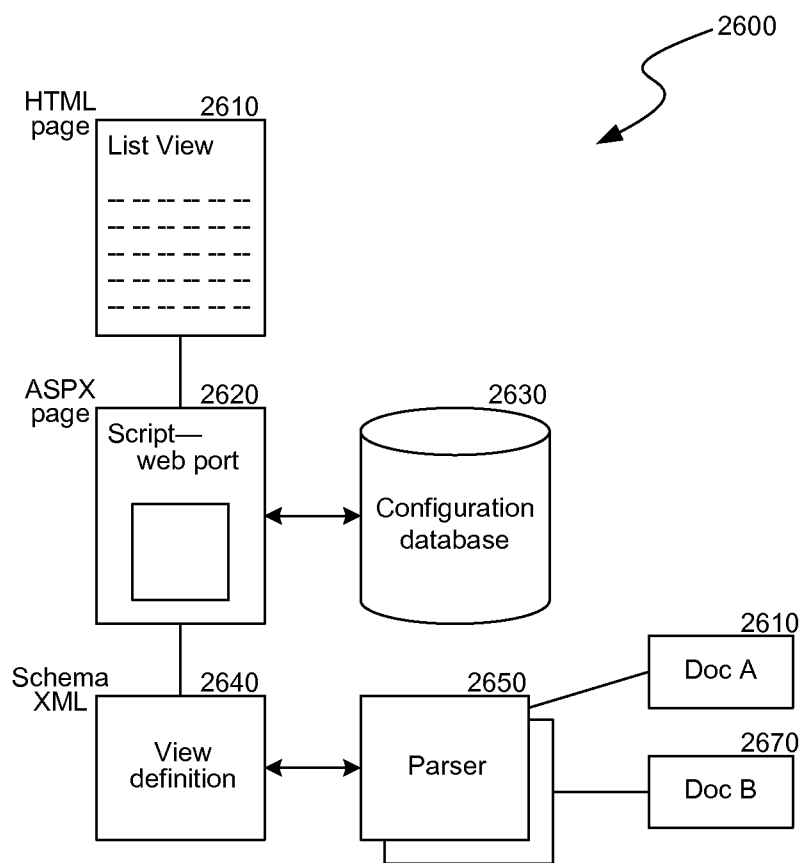 2600
HTML
page
2610
List View
ASPX
page
2620
Script—
web port
2630
Configuration
database
Schema
XML
2640
View
definition
2650
Parser
2610
Doc A
2670
Doc B